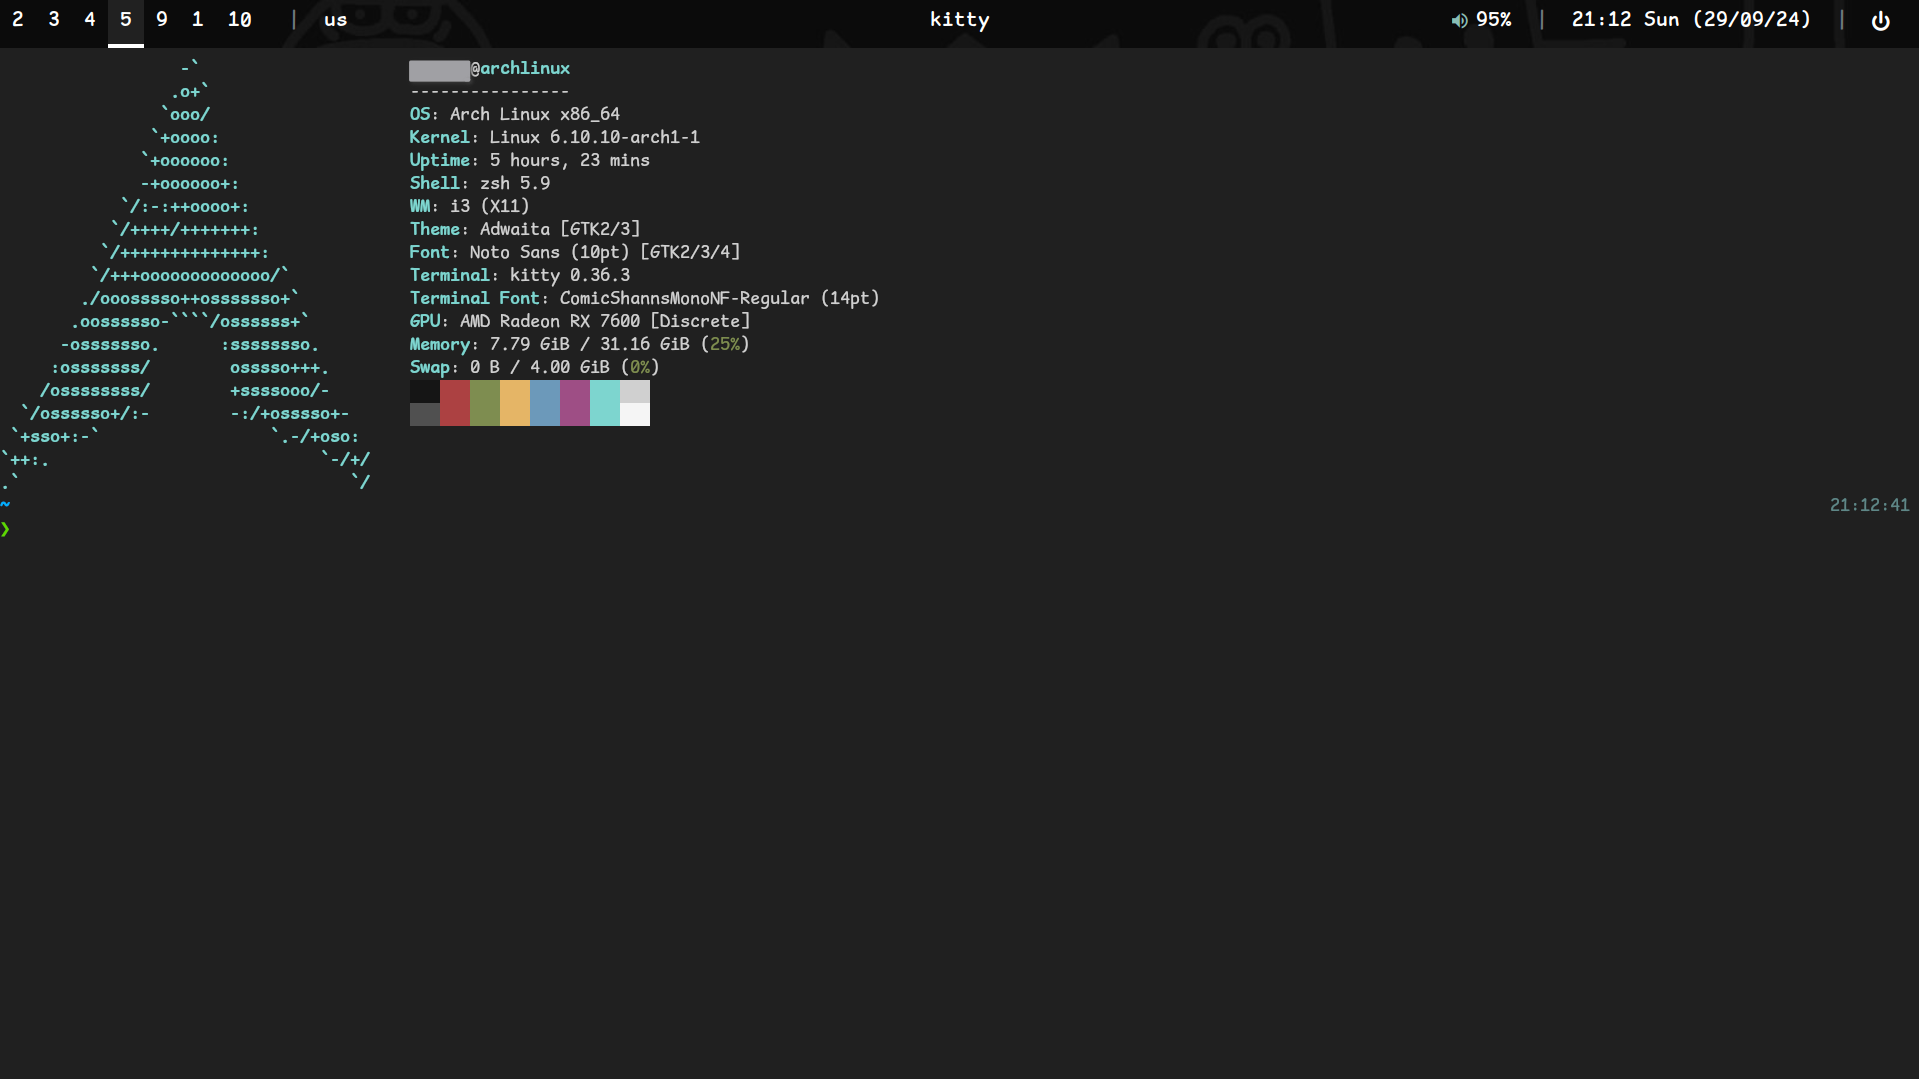 2 3 4 5 9 1 10 | us kitty 95% | 21:12 Sun (29/09/24) |
-`
.o+`
`ooo/
`+oooo:
`+oooooo:
-+oooooo+:
`/:-:++oooo+:
`/++++/+++++++:
`/++++++++++++++:
`/+++ooooooooooooo/`
./ooosssso++osssssso+`
.oossssso-````/ossssss+`
-osssssso. :ssssssso.
:osssssss/ osssso+++.
/ossssssss/ +ssssooo/-
`/ossssso+/:- -:/+osssso+-
`+sso+:-` `.-/+oso:
`++:. `-/+/
.` `/
@archlinux
----------------
OS: Arch Linux x86_64
Kernel: Linux 6.10.10-arch1-1
Uptime: 5 hours, 23 mins
Shell: zsh 5.9
WM: i3 (X11)
Theme: Adwaita [GTK2/3]
Font: Noto Sans (10pt) [GTK2/3/4]
Terminal: kitty 0.36.3
Terminal Font: ComicShannsMonoNF-Regular (14pt)
GPU: AMD Radeon RX 7600 [Discrete]
Memory: 7.79 GiB / 31.16 GiB (25%)
Swap: 0 B / 4.00 GiB (0%)
~ 21:12:41
❯